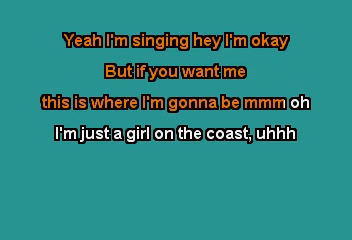 Yeah I'm singing hey I'm okay
But if you want me
this is where I'm gonna be mmm oh
I'm just a girl on the coast, uhhh